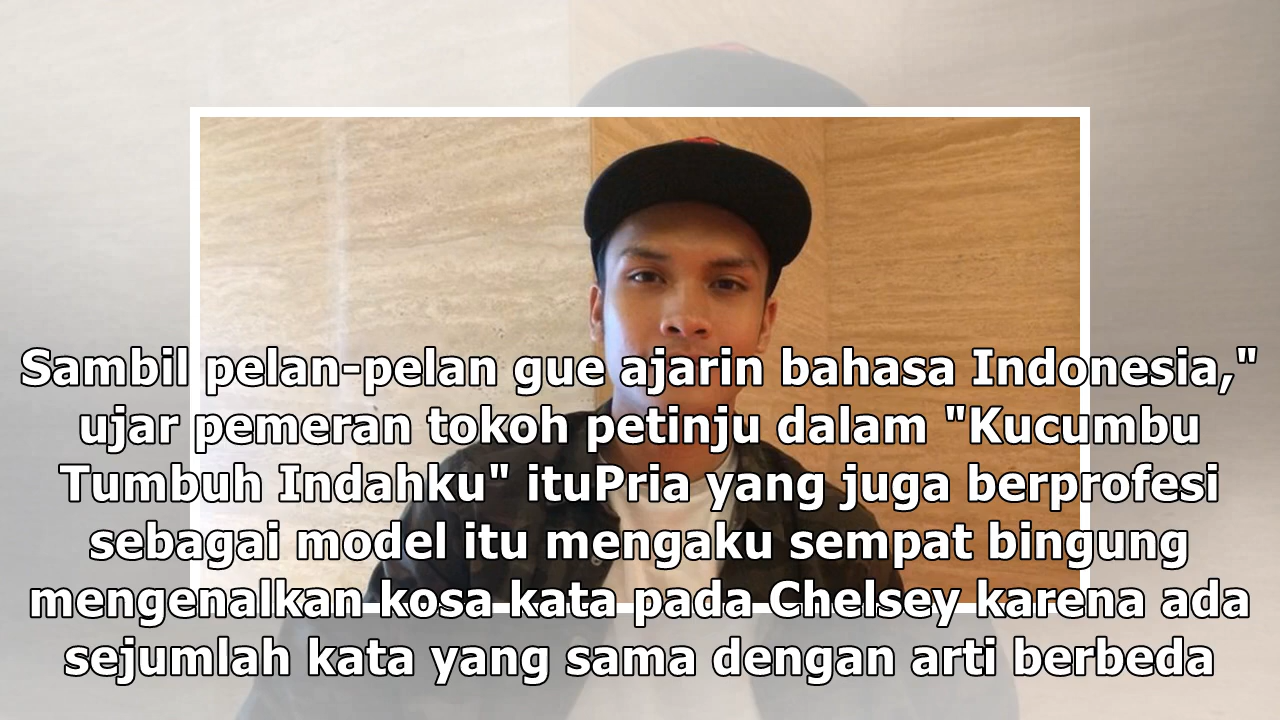 Sambil pelan-pelan gue ajarin bahasa Indonesia,"
ujar pemeran tokoh petinju dalam "Kucumbu
Tumbuh Indahku" ituPria yang juga berprofesi
sebagai model itu mengaku sempat bingung
mengenalkan kosa kata pada Chelsey karena ada
sejumlah kata yang sama dengan arti berbeda